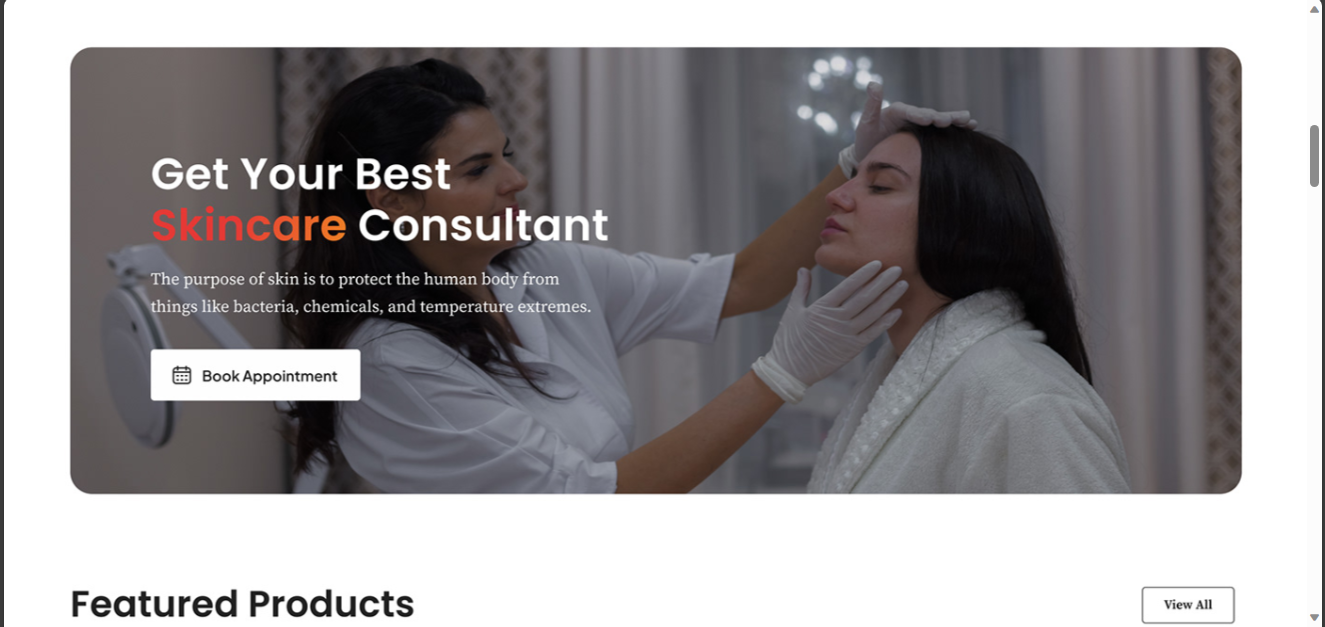 Get Your Best
Skincare Consultant
The purpose of skin is to protect the human body from
things like bacteria, chemicals, and temperature extremes.
Book Appointment
Featured Products
View All